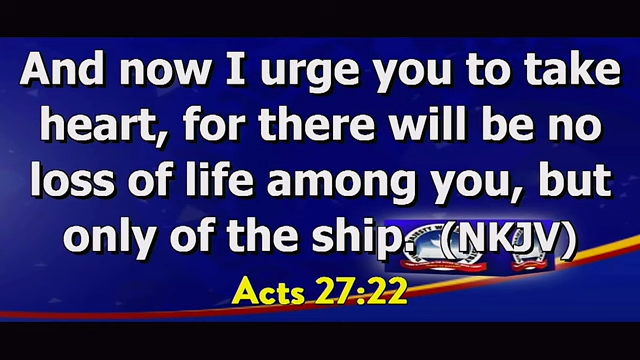 And now I urge you to take
heart, for there will be no
loss of life among you, but
only of the ship. (NKJV)
Acts 27:22